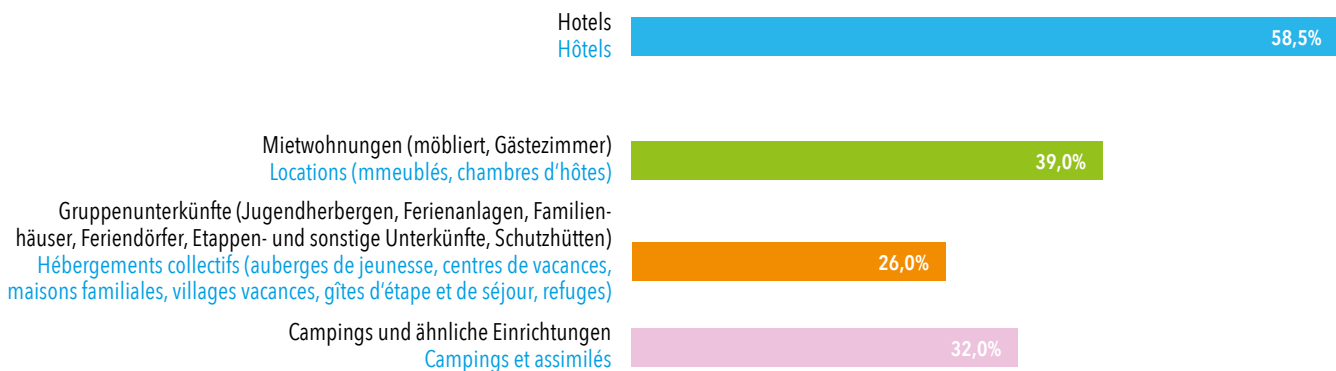 Hotels
Hôtels
58,5%
Mietwohnungen (möbliert, Gästezimmer)
Locations (mmeublés, chambres d'hôtes)
39,0%
Gruppenunterkünfte (Jugendherbergen, Ferienanlagen, Familien-
häuser, Feriendörfer, Etappen- und sonstige Unterkünfte, Schutzhütten)
Hébergements collectifs (auberges de jeunesse, centres de vacances,
maisons familiales, villages vacances, gîtes d'étape et de séjour, refuges)
26,0%
Campings und ähnliche Einrichtungen
Campings et assimilés
32,0%